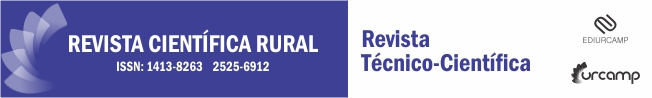 REVISTA CIENTÍFICA RURAL
ISSN: 1413-8263 2525-6912
Revista
Técnico-Científica
EDIURCAMP
urcamp